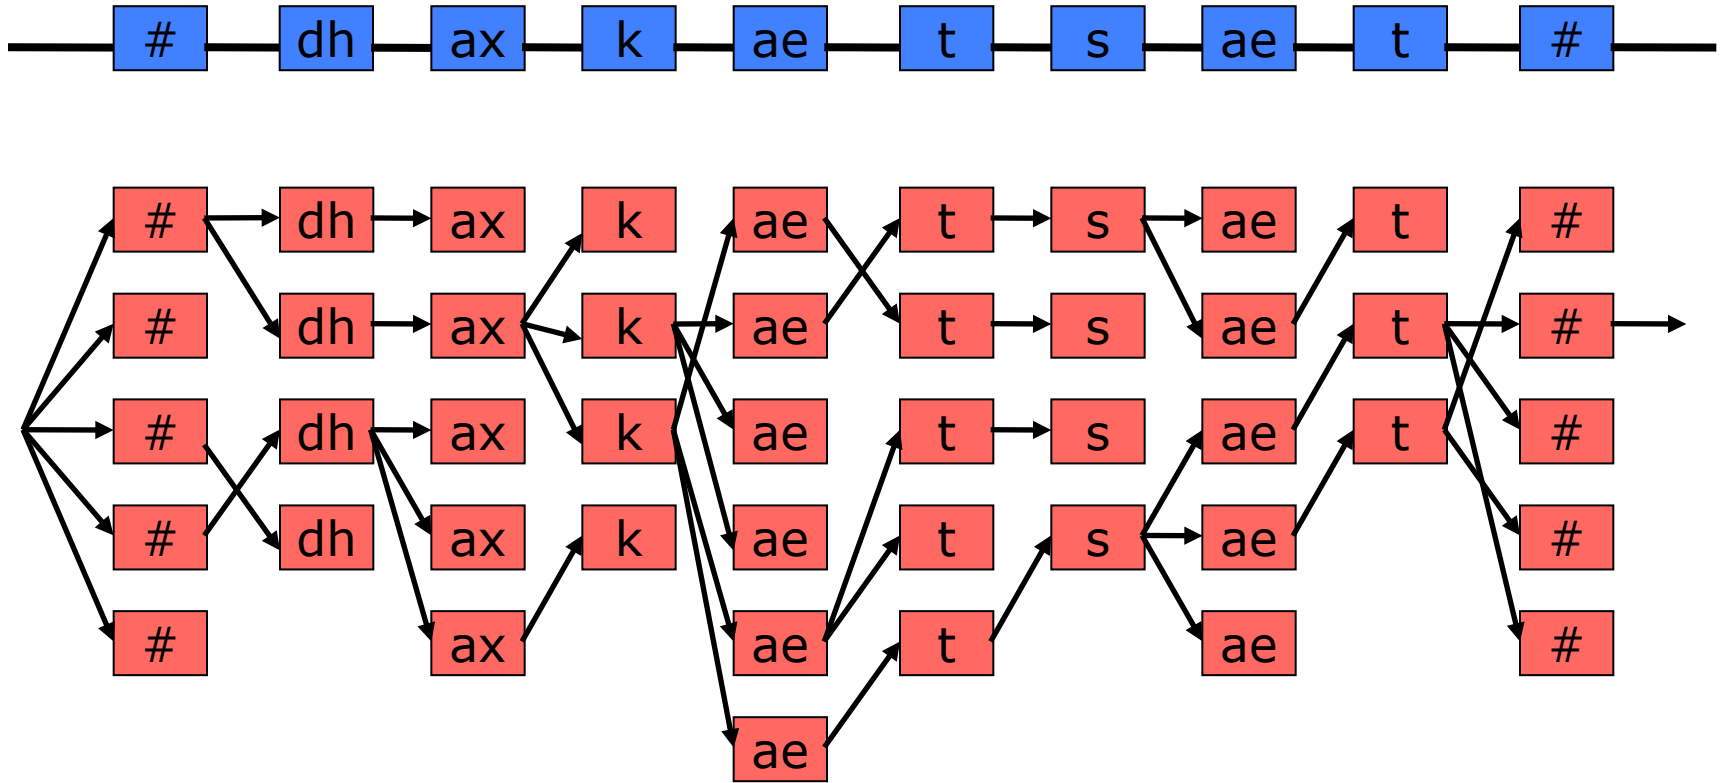 # dh ax k ae t s ae t #
# dh ax k ae t s ae t #
# dh ax k ae t s ae t #
# dh ax k ae t s ae t #
# dh ax k ae t s ae #
# ax ae t ae #
ae